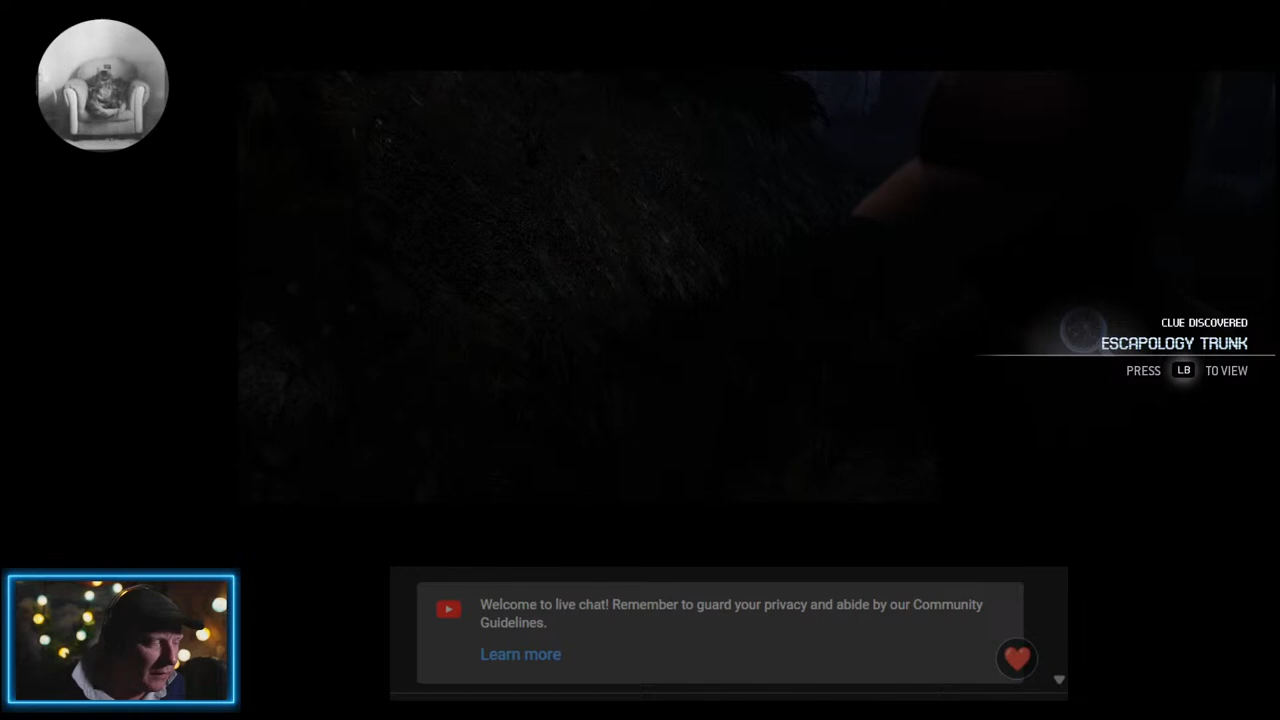 CLUE DISCOVERED
ESCAPOLOGY TRUNK
PRESS LB TO VIEW
Welcome to live chat! Remember to guard your privacy and abide by our Community
Guidelines.
Learn more